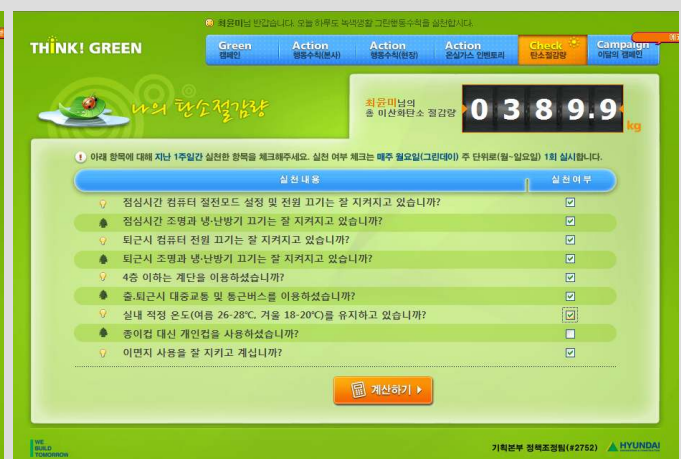 최윤미님 반갑습니다. 오늘 하루도 녹색생활 그린행동수칙을 실천합시다.
THINK! GREEN
Green
캠페인
Action
행동수칙(본사)
Action
행동수칙(현장)
Action
온실가스 인벤토리
Check
탄소절감량
Campaign
이달의 캠페인
나의 탄소절감량
최윤미님의
총 이산화탄소 절감량
0389.9
kg
아래 항목에 대해 지난 1주일간 실천한 항목을 체크해주세요. 실천 여부 체크는 매주 월요일(그린데이) 주 단위로(월~일요일) 1회 실시합니다.
실천내용 실천여부
점심시간 컴퓨터 절전모드 설정 및 전원 끄기는 잘 지켜지고 있습니까?
점심시간 조명과 냉·난방기 끄기는 잘 지켜지고 있습니까?
퇴근시 컴퓨터 전원 끄기는 잘 지켜지고 있습니까?
퇴근시 조명과 냉·난방기 끄기는 잘 지켜지고 있습니까?
4층 이하는 계단을 이용하셨습니까?
출.퇴근시 대중교통 및 통근버스를 이용하셨습니까?
실내 적정 온도(여름 26-28℃, 겨울 18-20℃)를 유지하고 있습니까?
종이컵 대신 개인컵을 사용하셨습니까?
이면지 사용을 잘 지키고 계십니까?
계산하기
WE
BUILD
TOMORROW
기획본부 정책조정팀(#2752)
HYUNDAI